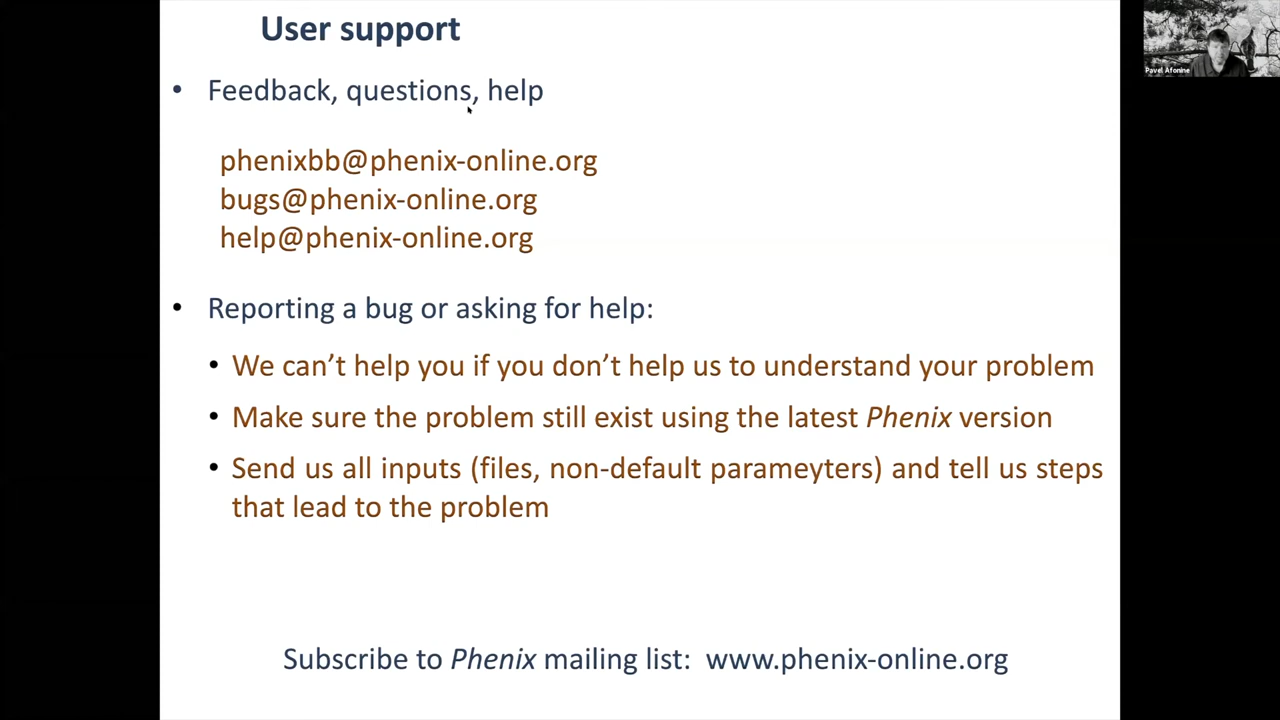 User support
Pavel Afonine
• Feedback, questions, help
phenixbb@phenix-online.org
bugs@phenix-online.org
help@phenix-online.org
• Reporting a bug or asking for help:
• We can’t help you if you don’t help us to understand your problem
• Make sure the problem still exist using the latest Phenix version
• Send us all inputs (files, non-default parameyters) and tell us steps
that lead to the problem
Subscribe to Phenix mailing list: www.phenix-online.org